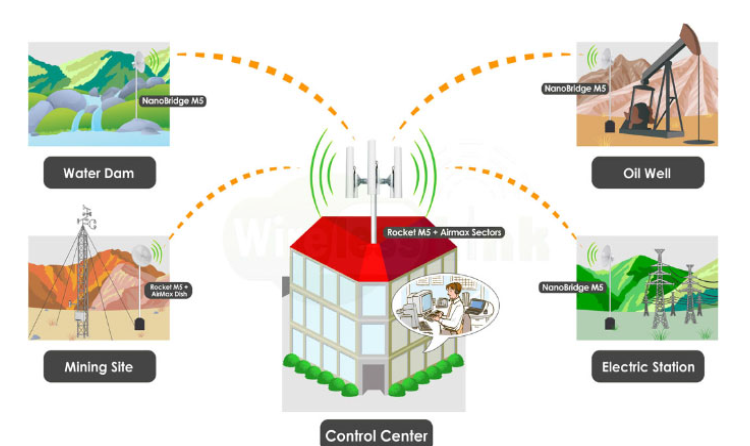 NanoBridge M5
Water Dam
NanoBridge M5
Oil Well
Rocket M5 + Airmax Sectors
Rocket M5 +
AirMax Dish
Mining Site
NanoBridge M5
Electric Station
Control Center